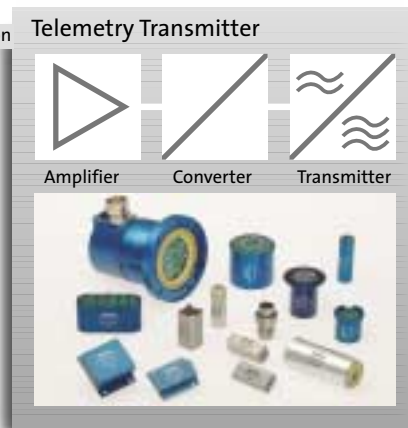 n
Telemetry Transmitter
Amplifier
Converter
Transmitter